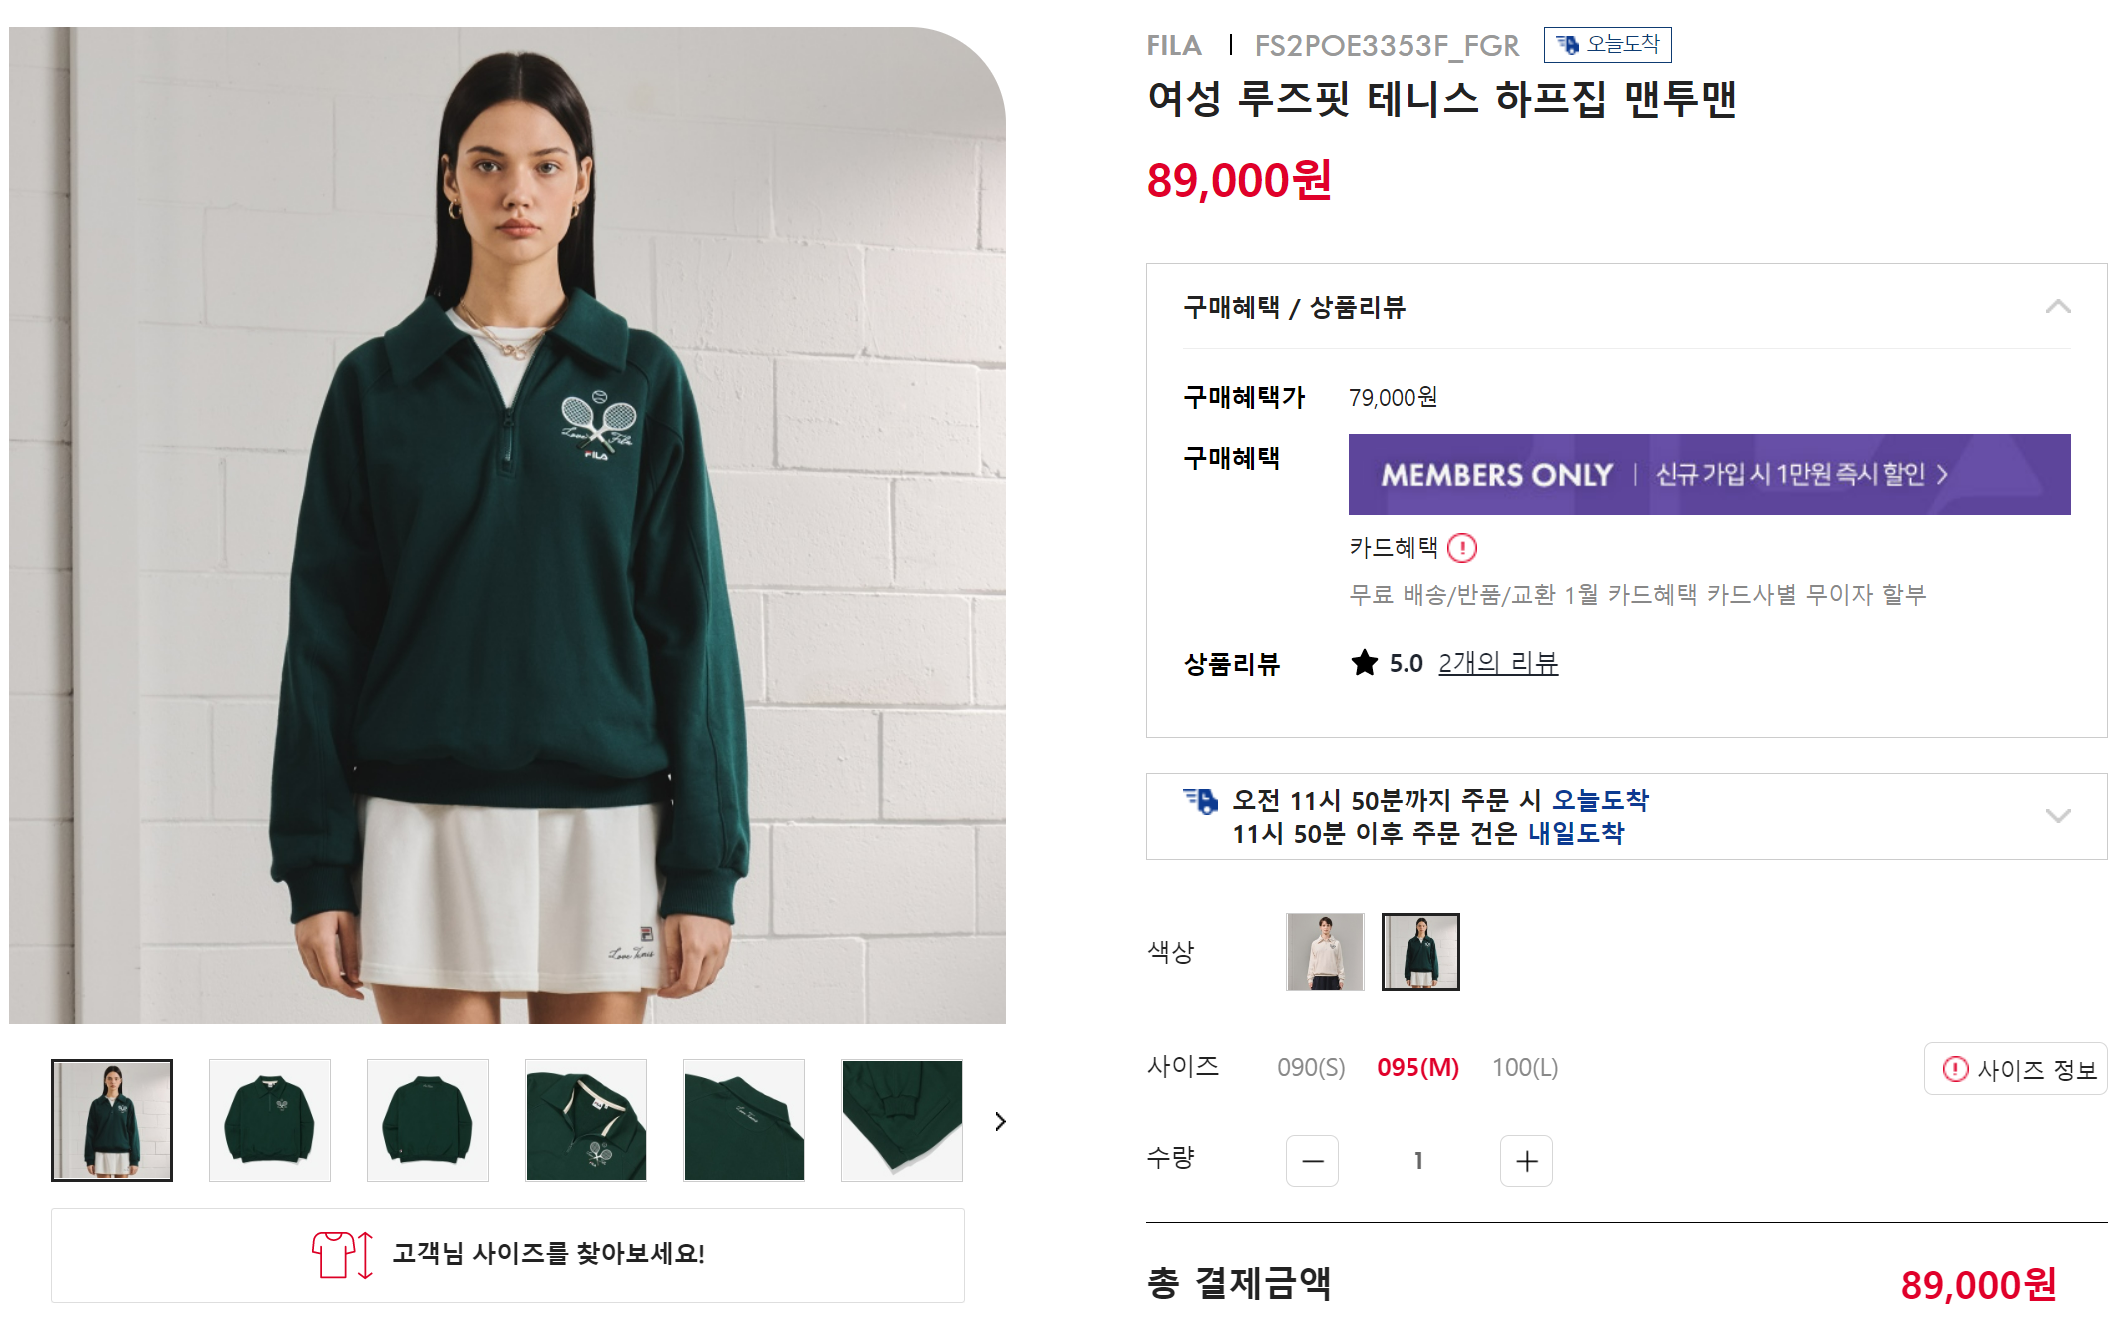 FILA | FS2POE3353F_FGR 오늘도착
여성 루즈핏 테니스 하프집 맨투맨
89,000원
구매혜택 / 상품리뷰
구매혜택가 79,000원
구매혜택 MEMBERS ONLY | 신규 가입 시 1만원 즉시 할인 >
카드혜택
무료 배송/반품/교환 1월 카드혜택 카드사별 무이자 할부
상품리뷰 ★ 5.0 2개의 리뷰
오전 11시 50분까지 주문 시 오늘도착
11시 50분 이후 주문 건은 내일도착
색상
사이즈 090(S) 095(M) 100(L) 사이즈 정보
수량 1
총 결제금액 89,000원
Love Fila
FILA
Love Tennis
고객님 사이즈를 찾아보세요!